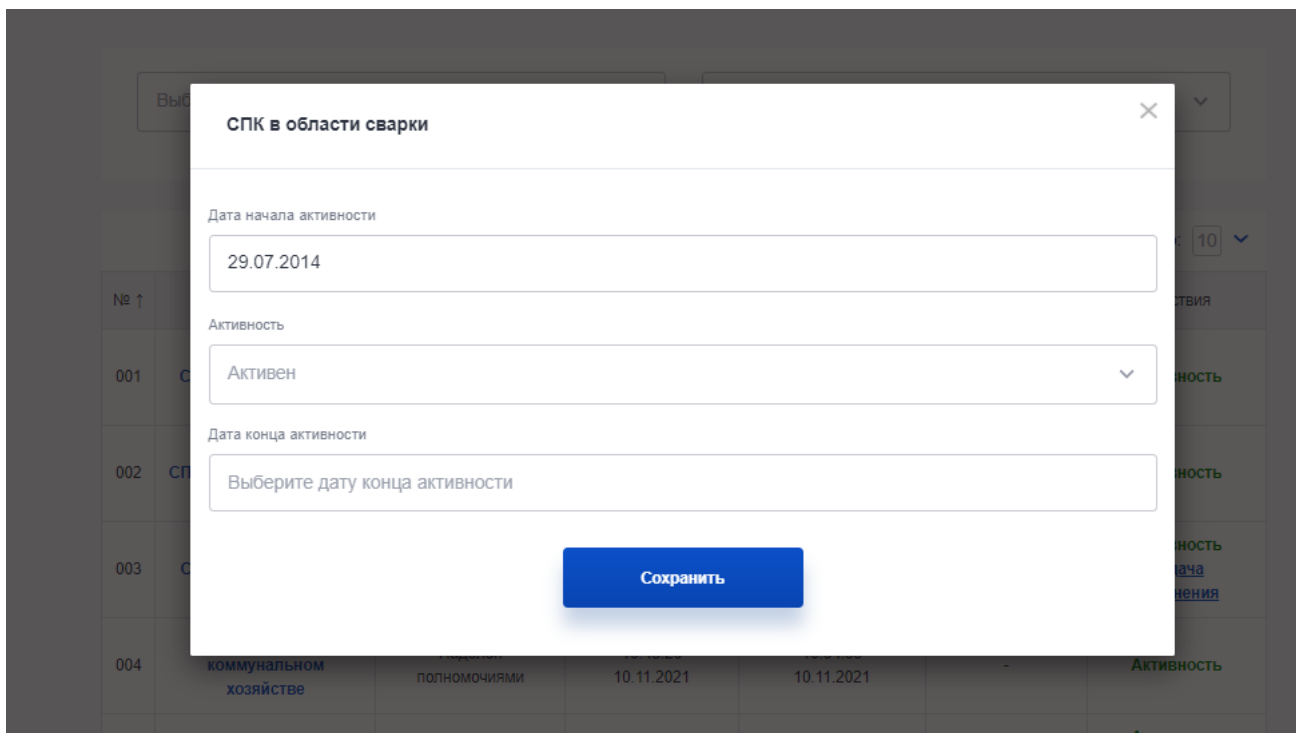 СПК в области сварки
Дата начала активности
10
29.07.2014
№ ↑
Активность
001
Активен
Дата конца активности
002
Выберите дату конца активности
003
Сохранить
004
коммунальном
хозяйстве
полномочиями
10.11.2021
10.11.2021
-
Активность